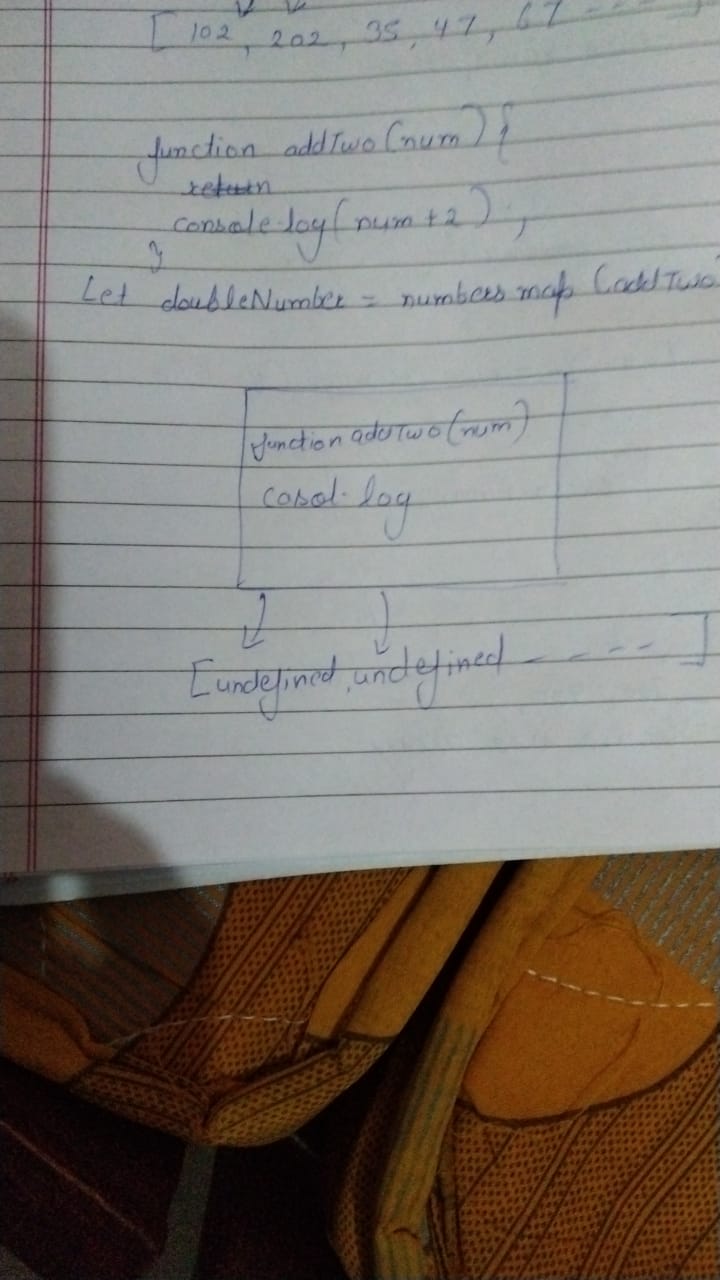 [ 102, 202, 35, 47, 67 - - - -
function addTwo (num) {
return
console.log( num + 2 ) ;
}
Let doubleNumber = numbers map (addTwo
function addTwo (num)
cosol. log
[ undefined, undefined - - - - - ]